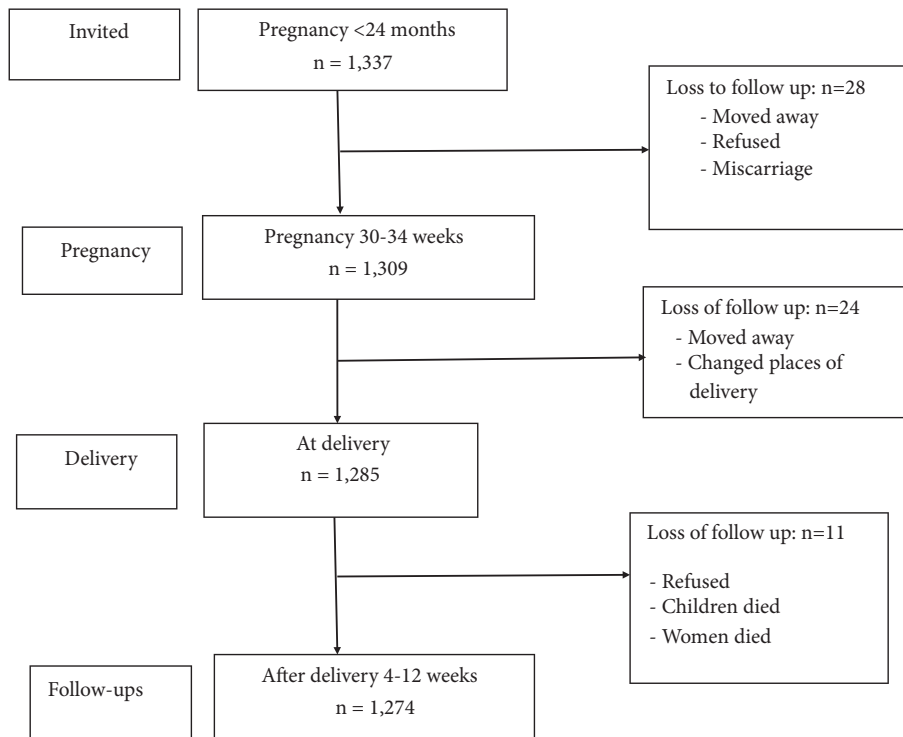 Invited
Pregnancy <24 months
n = 1,337
Loss to follow up: n=28
- Moved away
- Refused
- Miscarriage
Pregnancy
Pregnancy 30-34 weeks
n = 1,309
Loss of follow up: n=24
- Moved away
- Changed places of
delivery
Delivery
At delivery
n = 1,285
Loss of follow up: n=11
- Refused
- Children died
- Women died
Follow-ups
After delivery 4-12 weeks
n = 1,274